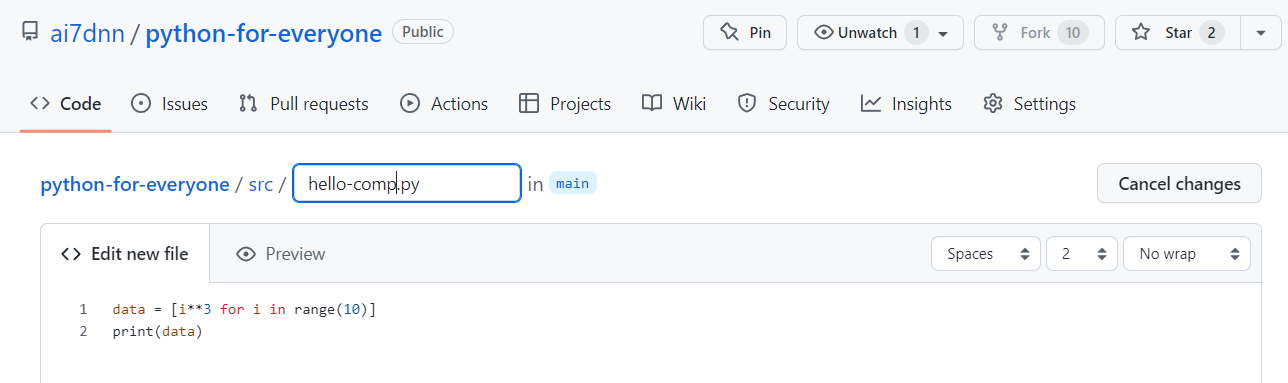 ai7dnn / python-for-everyone Public Pin Unwatch 1 Fork 10 Star 2
Code Issues Pull requests Actions Projects Wiki Security Insights Settings
python-for-everyone / src / hello-comp.py in main Cancel changes
Edit new file Preview Spaces 2 No wrap
1 data = [i**3 for i in range(10)]
2 print(data)